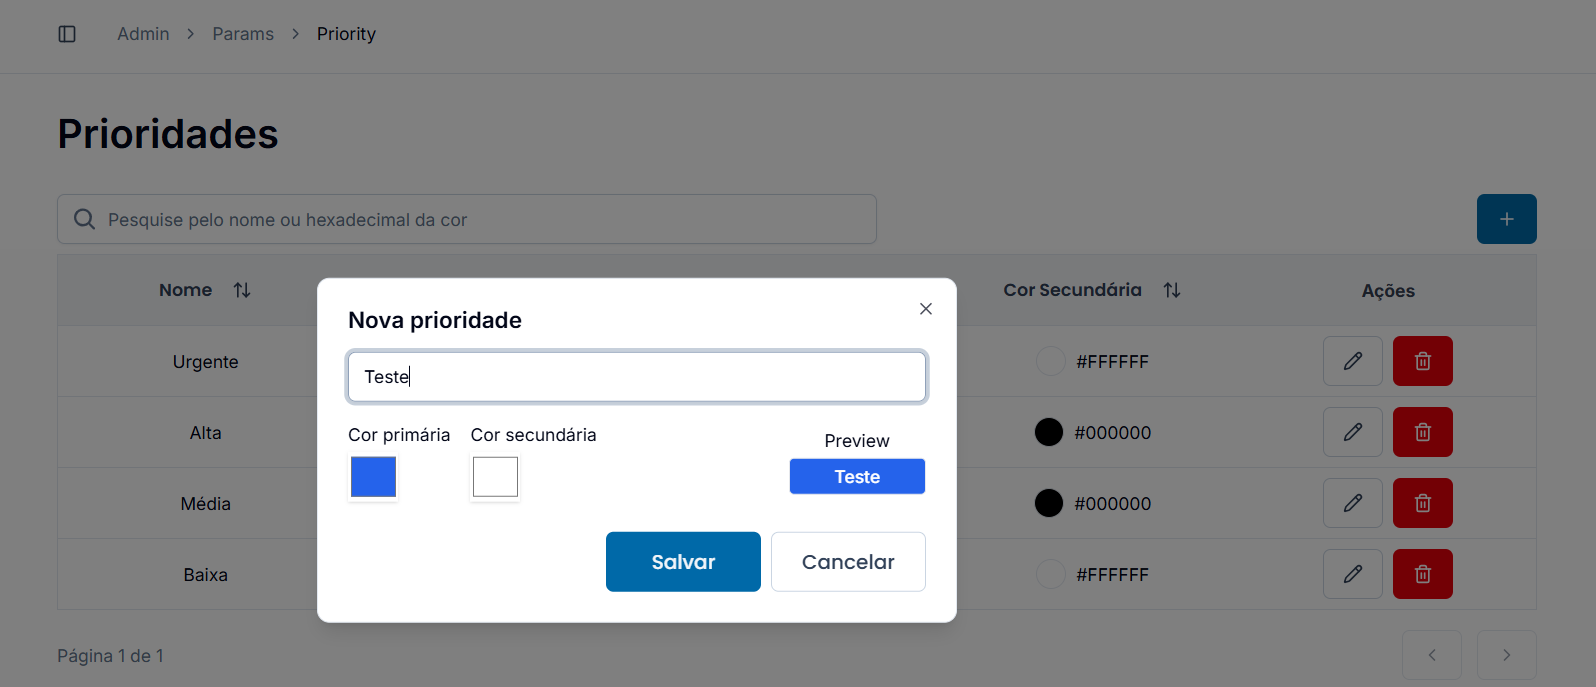 Admin > Params > Priority
Prioridades
Pesquise pelo nome ou hexadecimal da cor
+
Nome Cor Secundária Ações
Urgente #FFFFFF
Alta #000000
Média #000000
Baixa #FFFFFF
Nova prioridade
Teste
Cor primária Cor secundária Preview
Teste
Salvar Cancelar
Página 1 de 1